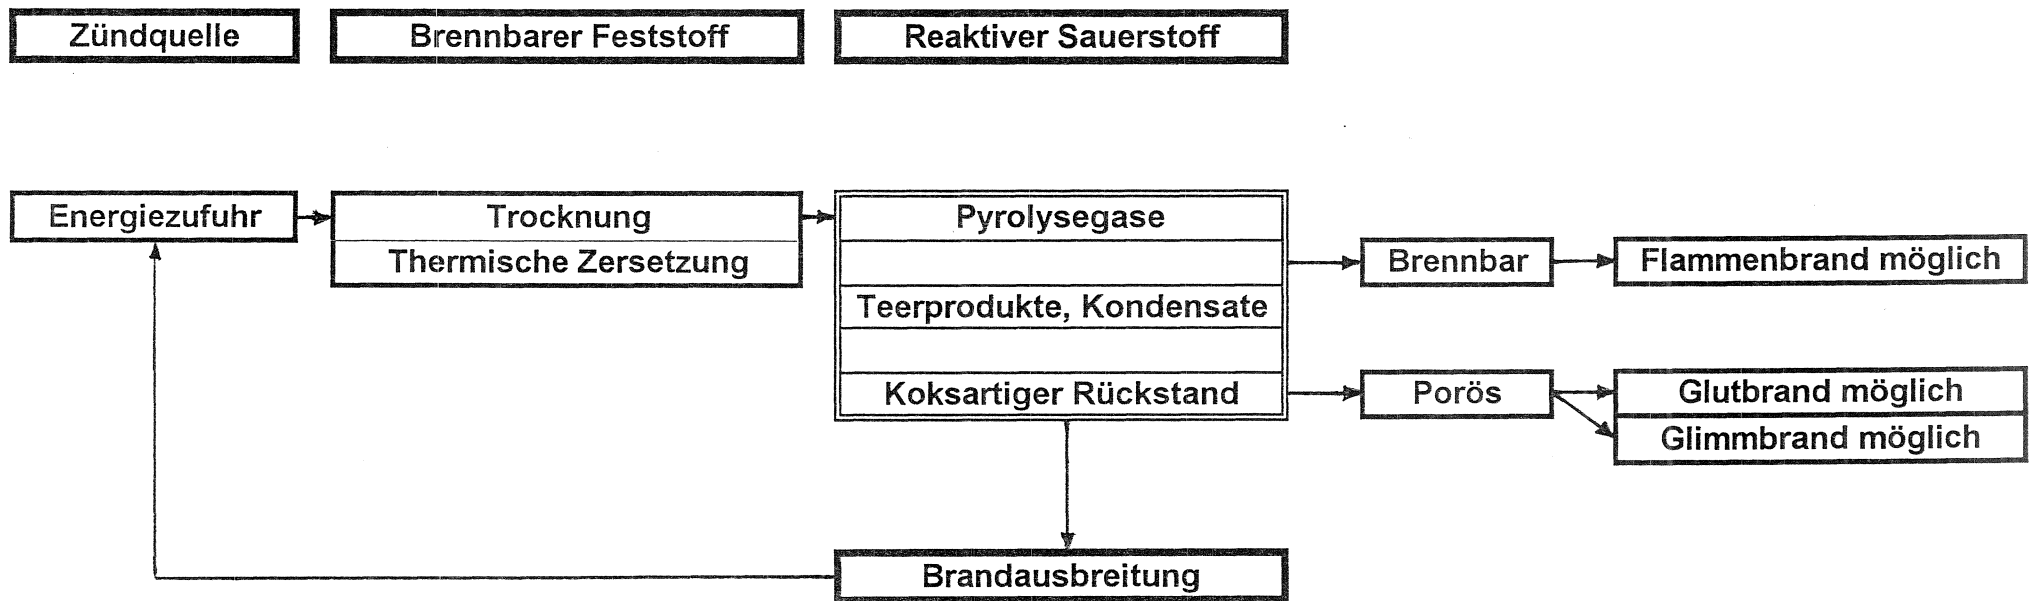 Zündquelle
Brennbarer Feststoff
Reaktiver Sauerstoff
Energiezufuhr
Trocknung
Thermische Zersetzung
Pyrolysegase
Teerprodukte, Kondensate
Koksartiger Rückstand
Brennbar
Flammenbrand möglich
Porös
Glutbrand möglich
Glimmbrand möglich
Brandausbreitung